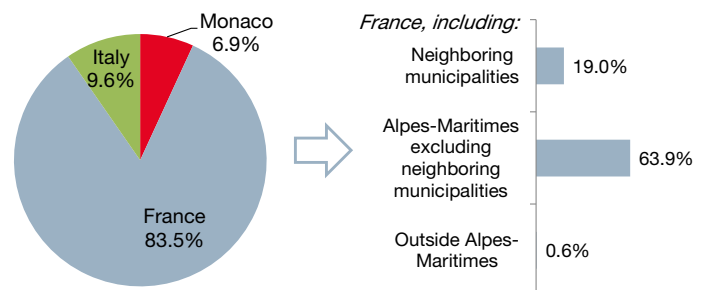 Monaco
6.9%
Italy
9.6%
France
83.5%
France, including:
Neighboring
municipalities
19.0%
Alpes-Maritimes
excluding
neighboring
municipalities
63.9%
Outside Alpes-
Maritimes
0.6%